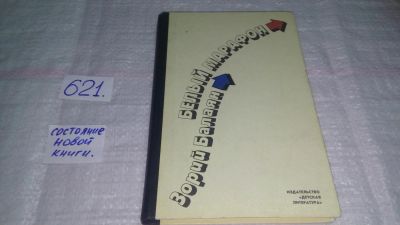 621.
состояние
новой
книги.
Зорий Балаян
БЕЛЫЙ МАРАФОН
ИЗДАТЕЛЬСТВО
«ДЕТСКАЯ
ЛИТЕРАТУРА»